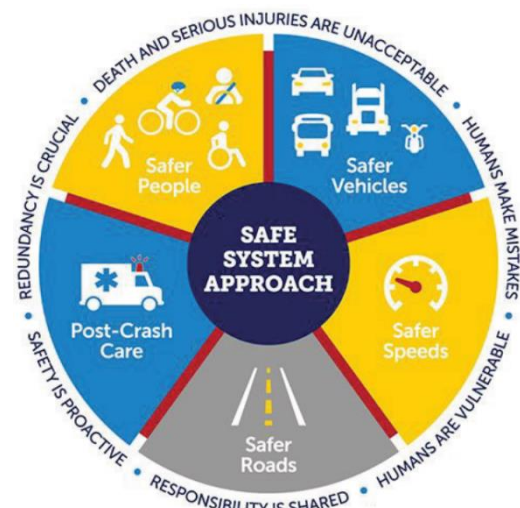 DEATH AND SERIOUS INJURIES ARE UNACCEPTABLE
HUMANS MAKE MISTAKES
HUMANS ARE VULNERABLE
RESPONSIBILITY IS SHARED
SAFETY IS PROACTIVE
REDUNDANCY IS CRUCIAL
Safer
People
Safer
Vehicles
SAFE
SYSTEM
APPROACH
Post-Crash
Care
Safer
Speeds
Safer
Roads